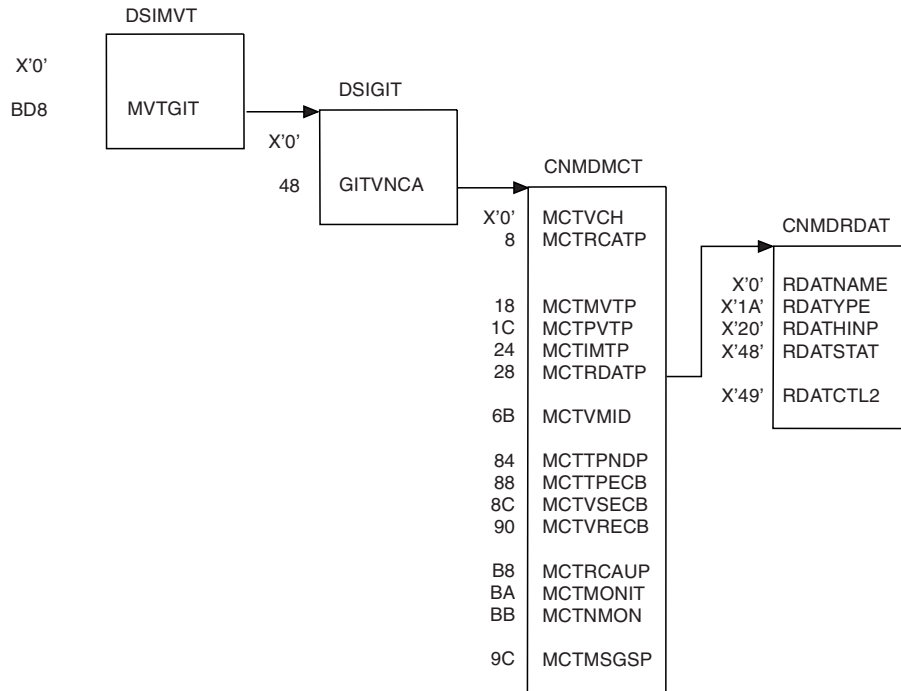 DSIMVT
X'0'
BD8 MVTGIT
DSIGIT
X'0'
48 GITVNCA
CNMDMCT
X'0' MCTVCH
8 MCTRCATP
18 MCTMVTP
1C MCTPVTP
24 MCTIMTP
28 MCTRDATP
6B MCTVMID
84 MCTTPNDP
88 MCTTPECB
8C MCTVSECB
90 MCTVRECB
B8 MCTRCAUP
BA MCTMONIT
BB MCTNMON
9C MCTMSGSP
CNMDRDAT
X'0' RDATNAME
X'1A' RDATYPE
X'20' RDATHINP
X'48' RDATSTAT
X'49' RDATCTL2